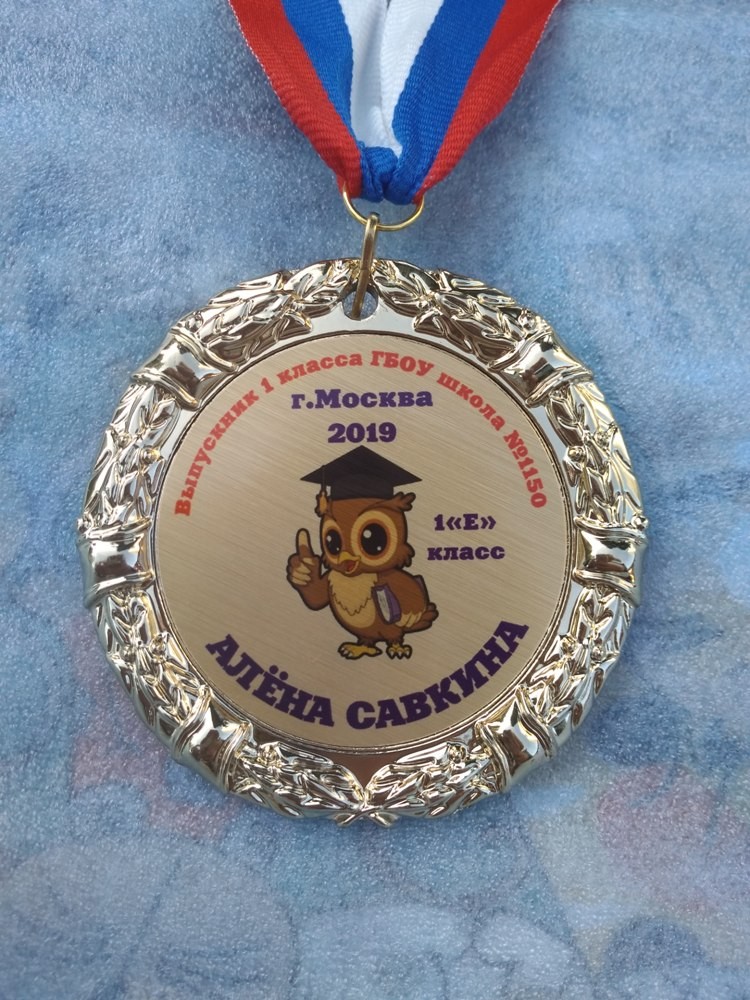 Выпускник 1 класса ГБОУ школа №1150
г.Москва
2019
1«Е»
класс
АЛЁНА САВКИНА